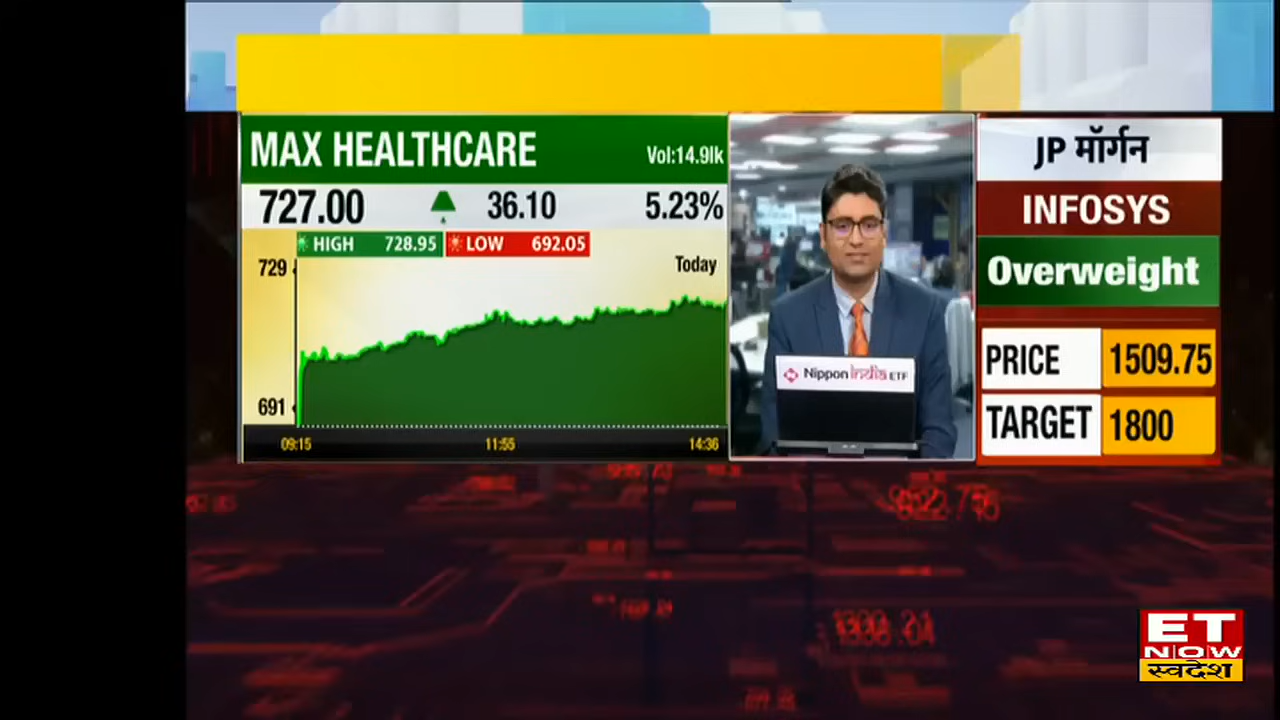 MAX HEALTHCARE
Vol:14.9lk
727.00 36.10 5.23%
HIGH 728.95 LOW 692.05
729
Today
691
09:15 11:55 14:36
Nippon india ETF
JP मॉर्गन
INFOSYS
Overweight
PRICE 1509.75
TARGET 1800
ET
NOW
स्वदेश